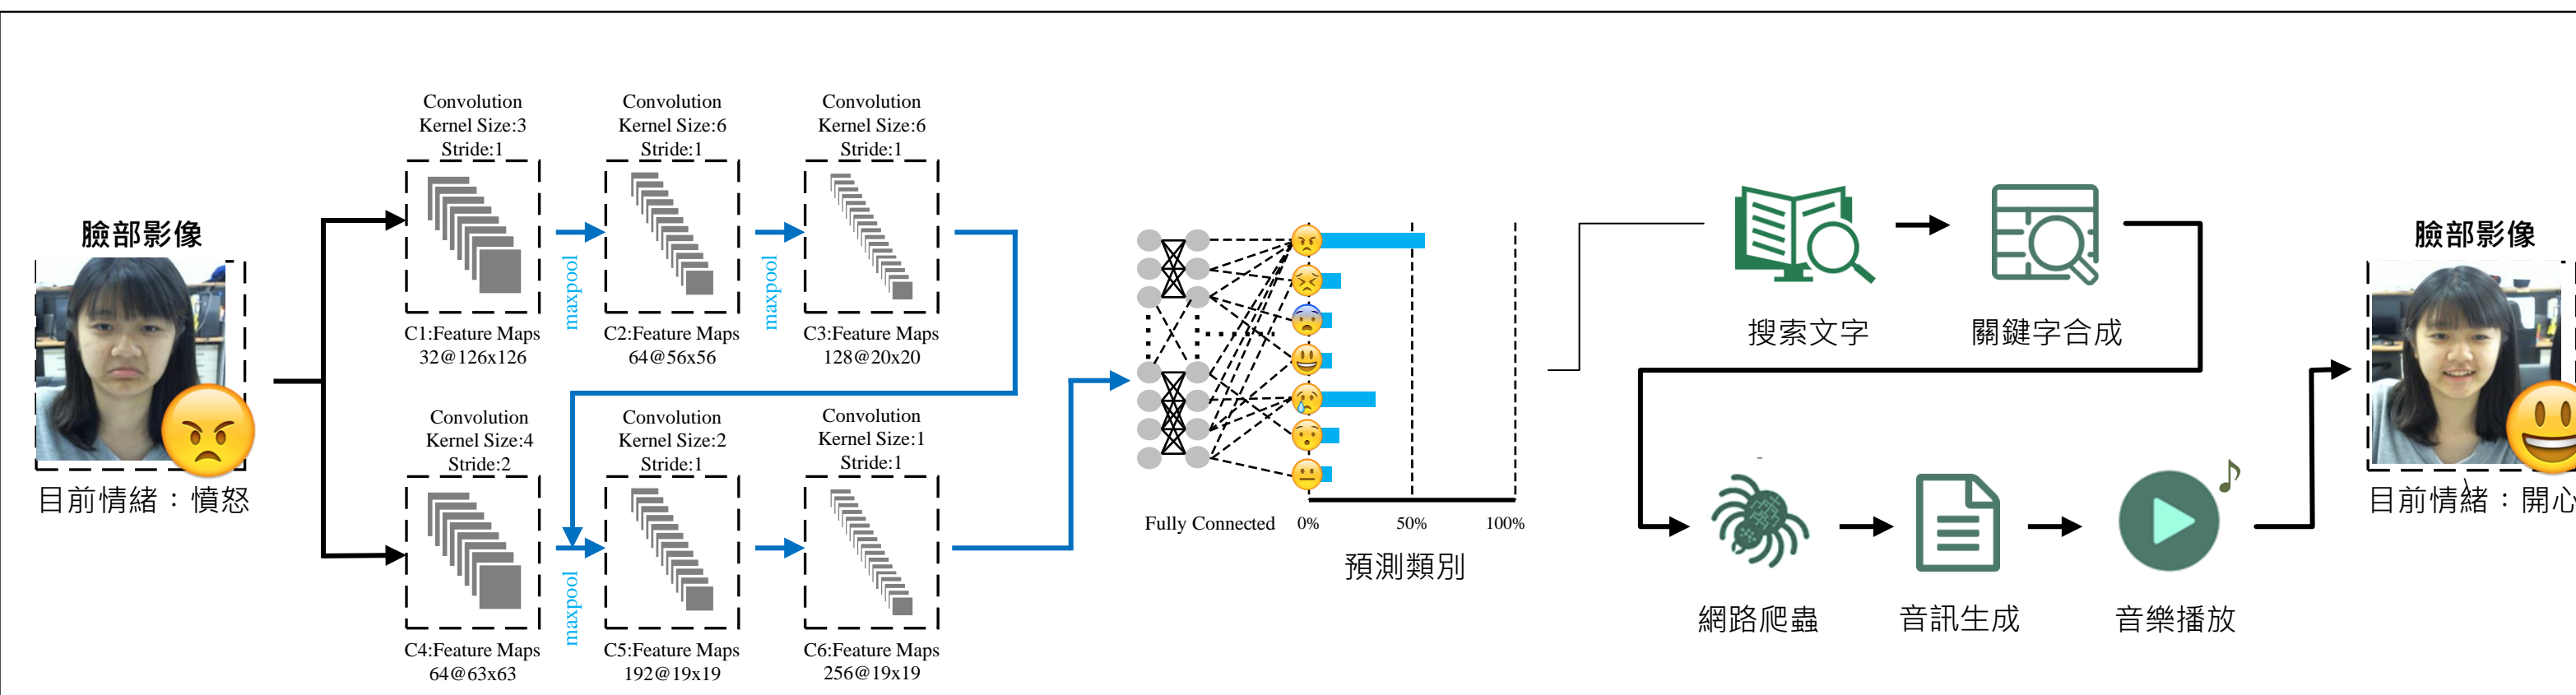 臉部影像
目前情緒：憤怒
Convolution
Kernel Size:3
Stride:1
C1:Feature Maps
32@126x126
maxpool
Convolution
Kernel Size:6
Stride:1
C2:Feature Maps
64@56x56
maxpool
Convolution
Kernel Size:6
Stride:1
C3:Feature Maps
128@20x20
Convolution
Kernel Size:4
Stride:2
C4:Feature Maps
64@63x63
maxpool
Convolution
Kernel Size:2
Stride:1
C5:Feature Maps
192@19x19
Convolution
Kernel Size:1
Stride:1
C6:Feature Maps
256@19x19
Fully Connected
0%
50%
100%
預測類別
搜索文字
關鍵字合成
網路爬蟲
音訊生成
音樂播放
臉部影像
目前情緒：開心